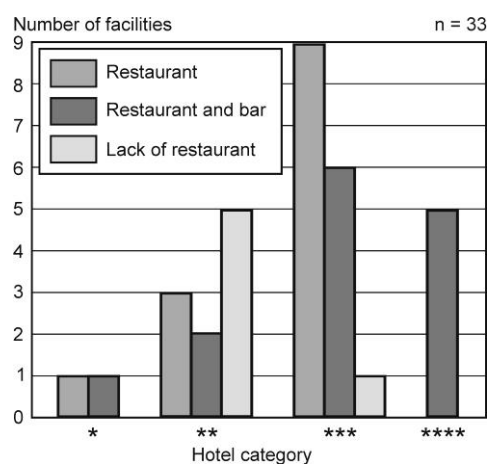 Number of facilities n = 33
9
8
7
6
5
4
3
2
1
0
Restaurant
Restaurant and bar
Lack of restaurant
* ** *** ****
Hotel category